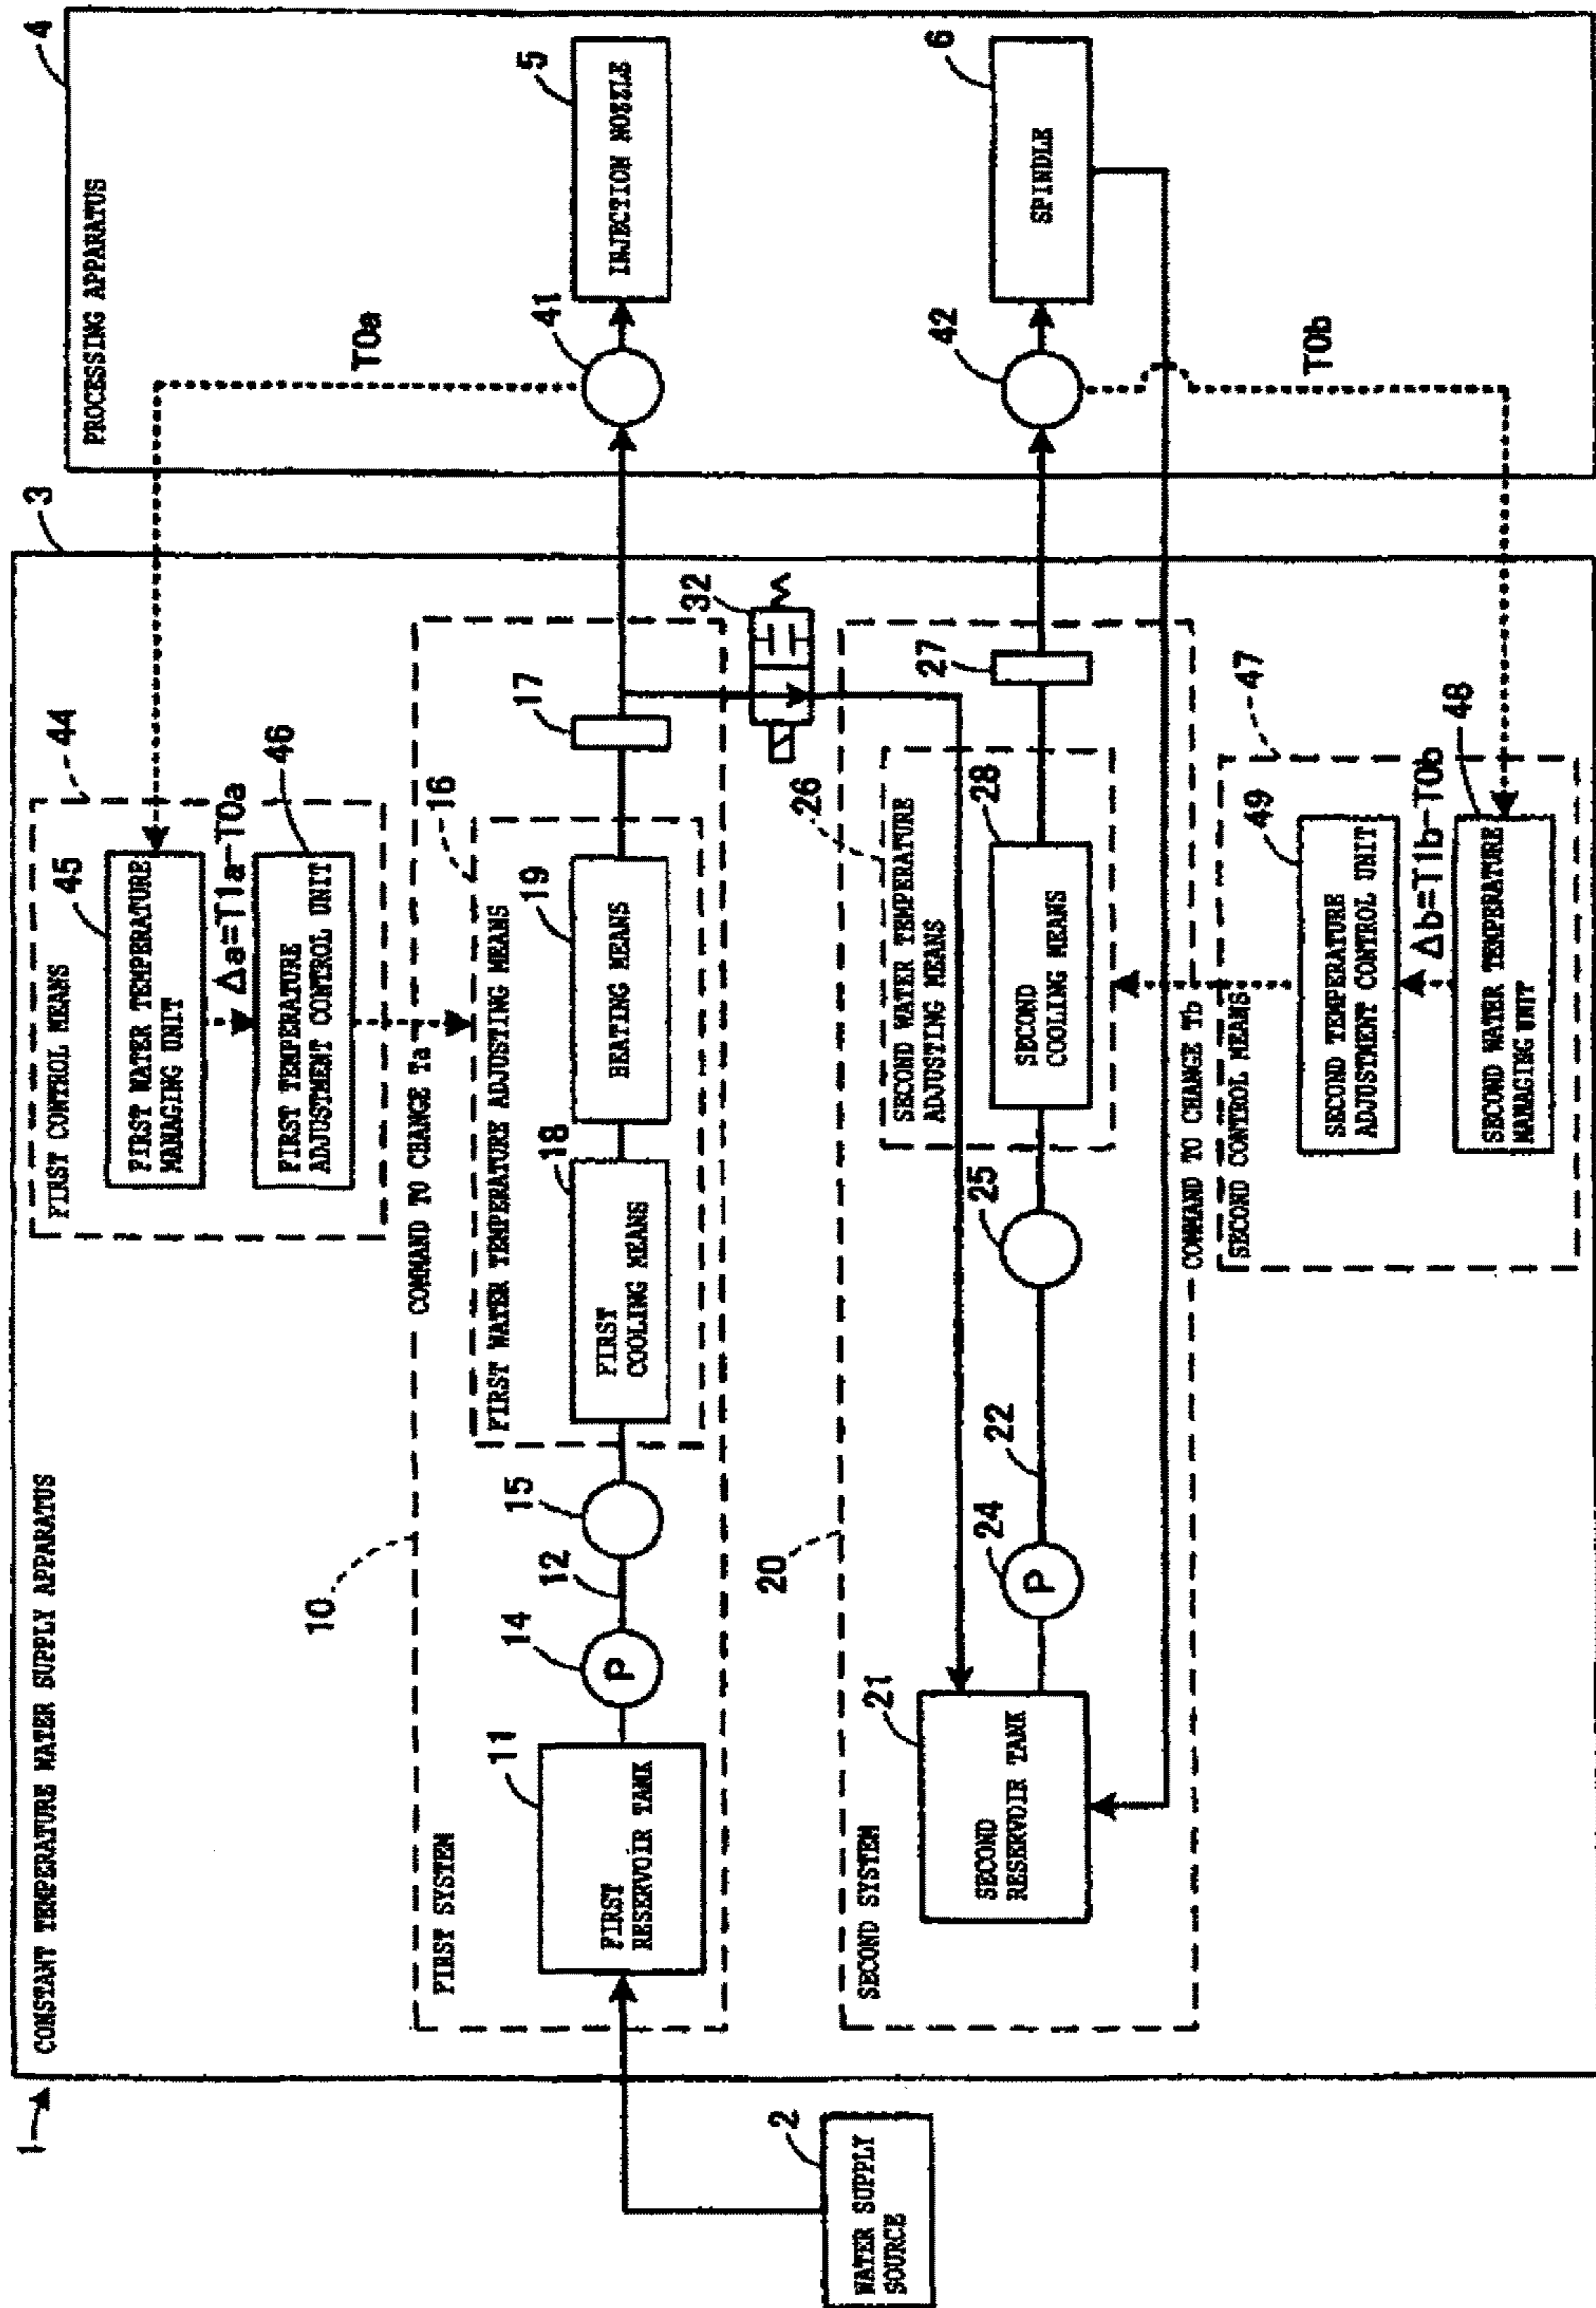 1
CONSTANT TEMPERATURE WATER SUPPLY APPARATUS
3
PROCESSING APPARATUS
4
FIRST CONTROL MEANS
44
45
FIRST WATER TEMPERATURE
MANAGING UNIT
Δa=T1a-T0a
46
FIRST TEMPERATURE
ADJUSTMENT CONTROL UNIT
T0a
10
COMMAND TO CHANGE Ta
FIRST SYSTEM
16
FIRST WATER TEMPERATURE ADJUSTING MEANS
11
FIRST
RESERVOIR TANK
14
P
12
15
18
FIRST
COOLING MEANS
19
HEATING MEANS
17
41
5
INJECTION NOZZLE
32
2
WATER SUPPLY
SOURCE
20
SECOND SYSTEM
26
SECOND WATER TEMPERATURE
ADJUSTING MEANS
21
SECOND
RESERVOIR TANK
24
P
22
25
28
SECOND
COOLING MEANS
27
42
6
SPINDLE
T0b
COMMAND TO CHANGE Tb
SECOND CONTROL MEANS
47
49
SECOND TEMPERATURE
ADJUSTMENT CONTROL UNIT
Δb=T1b-T0b
48
SECOND WATER TEMPERATURE
MANAGING UNIT